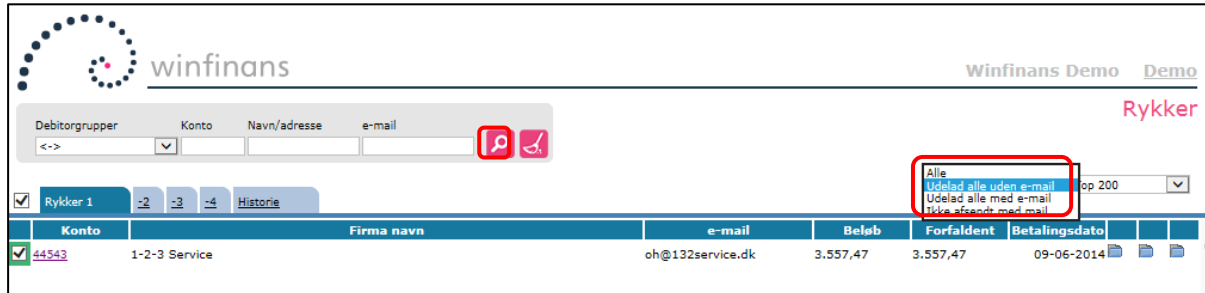 winfinans
Winfinans Demo Demo
Rykker
Debitorgrupper Konto Navn/adresse e-mail
<->
Alle
Udelad alle uden e-mail
Udelad alle med e-mail
Ikke afsendt med mail
Top 200
Rykker 1 -2 -3 -4 Historie
Konto Firma navn e-mail Beløb Forfaldent Betalingsdato
44543 1-2-3 Service oh@132service.dk 3.557,47 3.557,47 09-06-2014